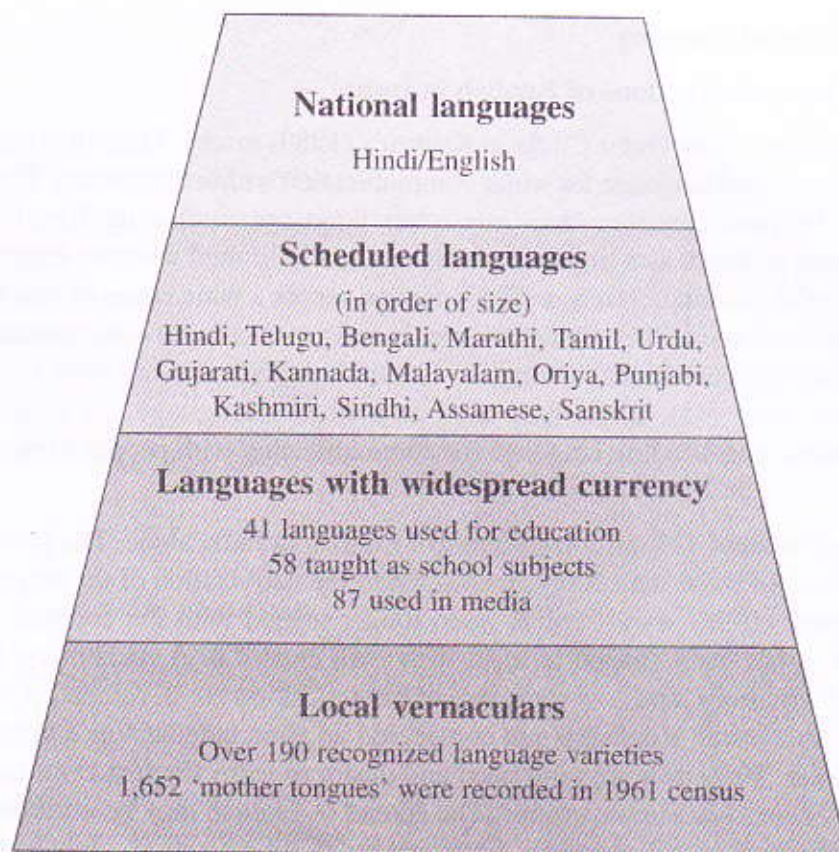 National languages
Hindi/English
Scheduled languages
(in order of size)
Hindi, Telugu, Bengali, Marathi, Tamil, Urdu,
Gujarati, Kannada, Malayalam, Oriya, Punjabi,
Kashmiri, Sindhi, Assamese, Sanskrit
Languages with widespread currency
41 languages used for education
58 taught as school subjects
87 used in media
Local vernaculars
Over 190 recognized language varieties
1,652 ‘mother tongues’ were recorded in 1961 census